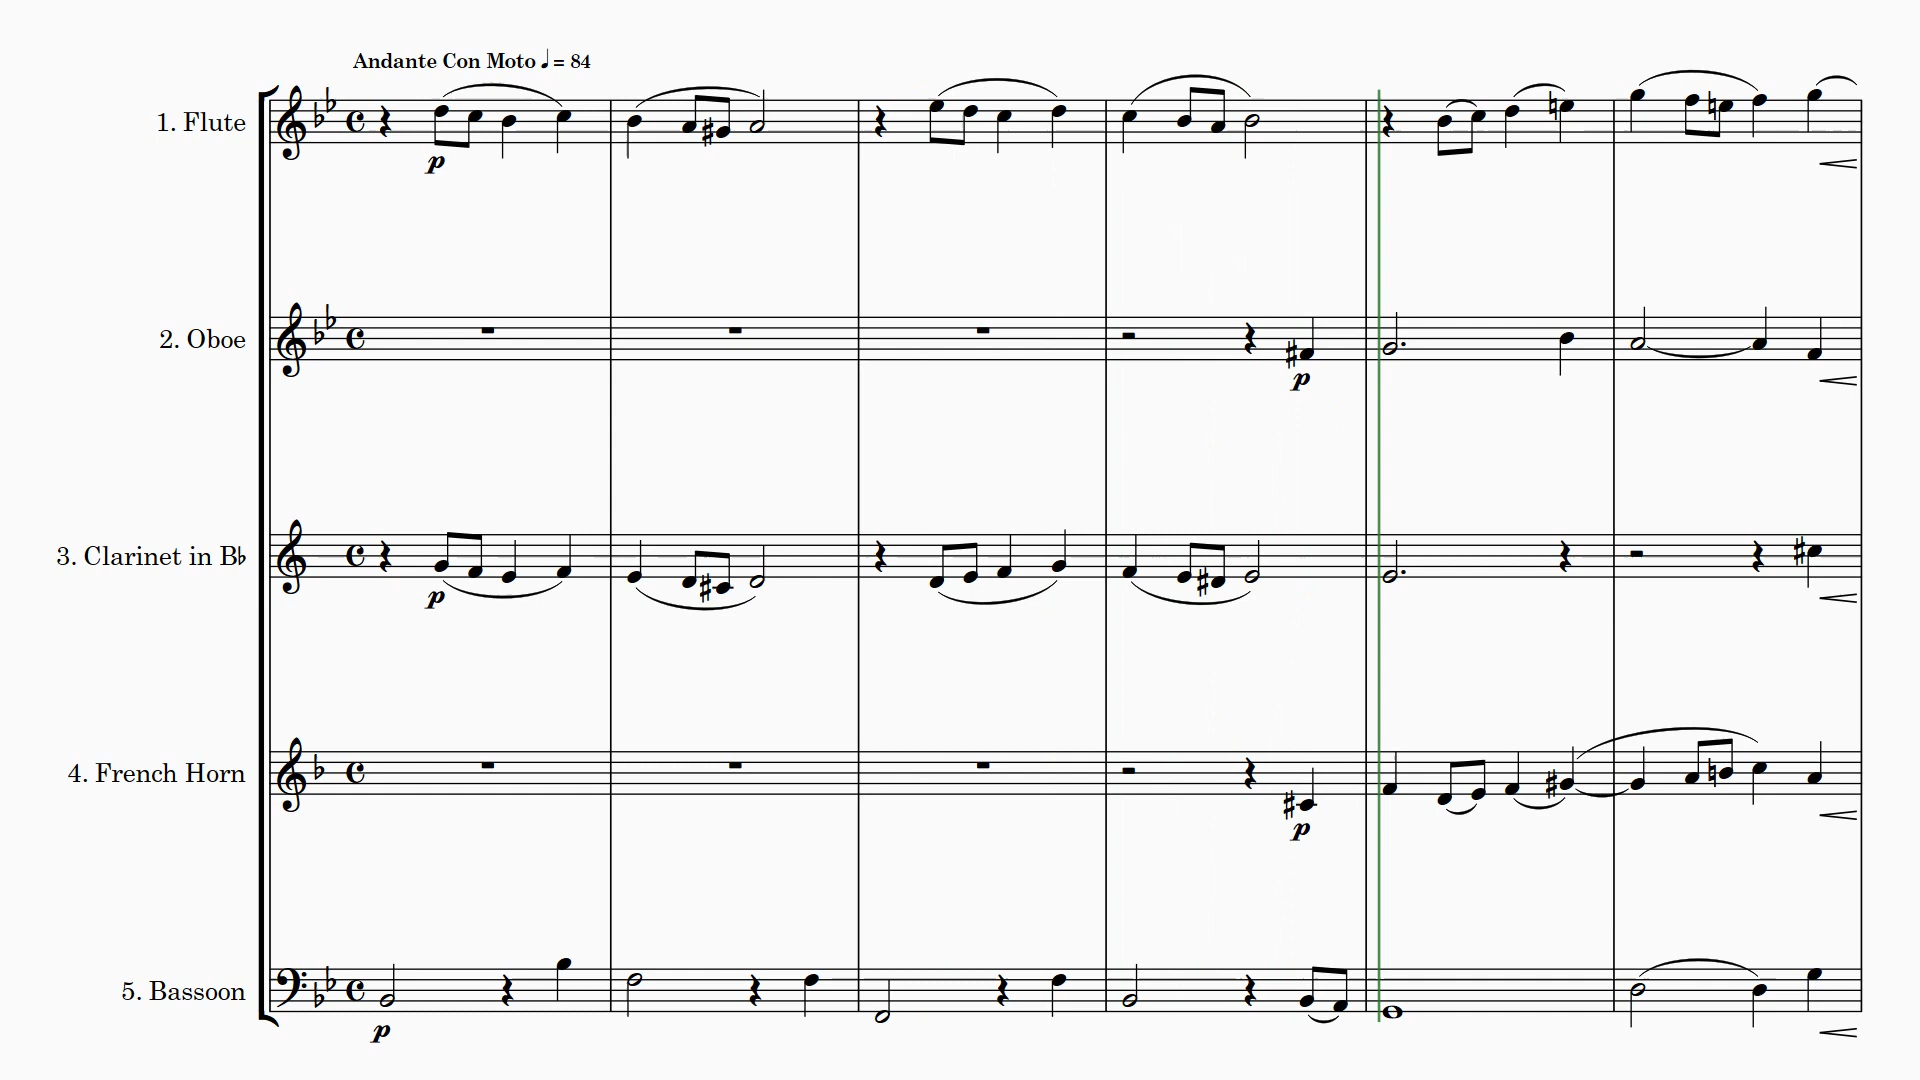 Andante Con Moto ♩= 84
1. Flute
p
2. Oboe
p
3. Clarinet in B♭
p
4. French Horn
p
5. Bassoon
p